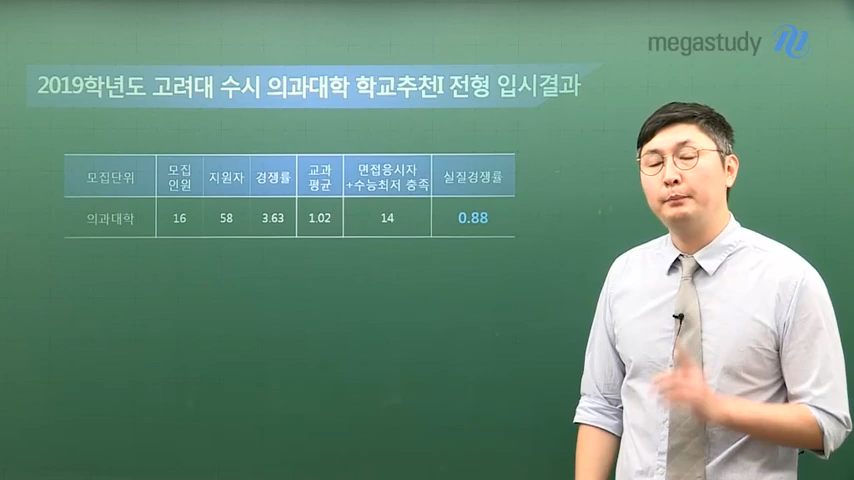 megastudy
2019학년도 고려대 수시 의과대학 학교추천I 전형 입시결과
모집단위 모집인원 지원자 경쟁률 교과평균 면접응시자+수능최저 충족 실질경쟁률
의과대학 16 58 3.63 1.02 14 0.88